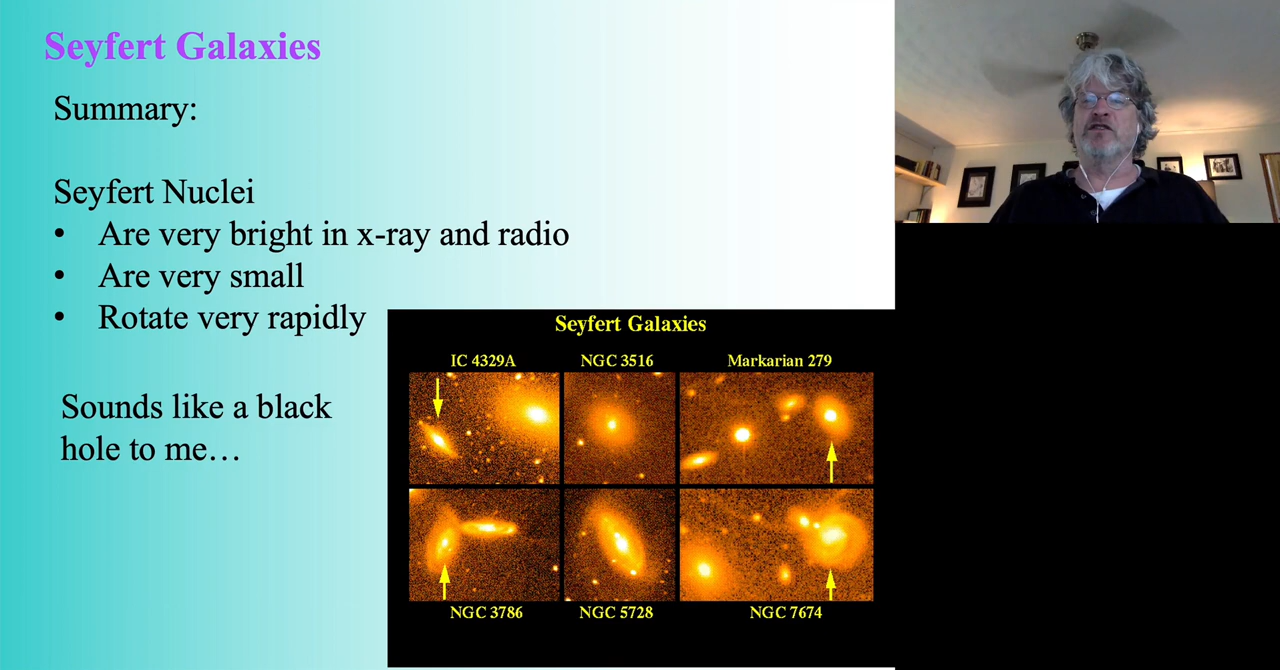 Seyfert Galaxies
Summary:
Seyfert Nuclei
• Are very bright in x-ray and radio
• Are very small
• Rotate very rapidly
Sounds like a black
hole to me…
Seyfert Galaxies
IC 4329A NGC 3516 Markarian 279
NGC 3786 NGC 5728 NGC 7674